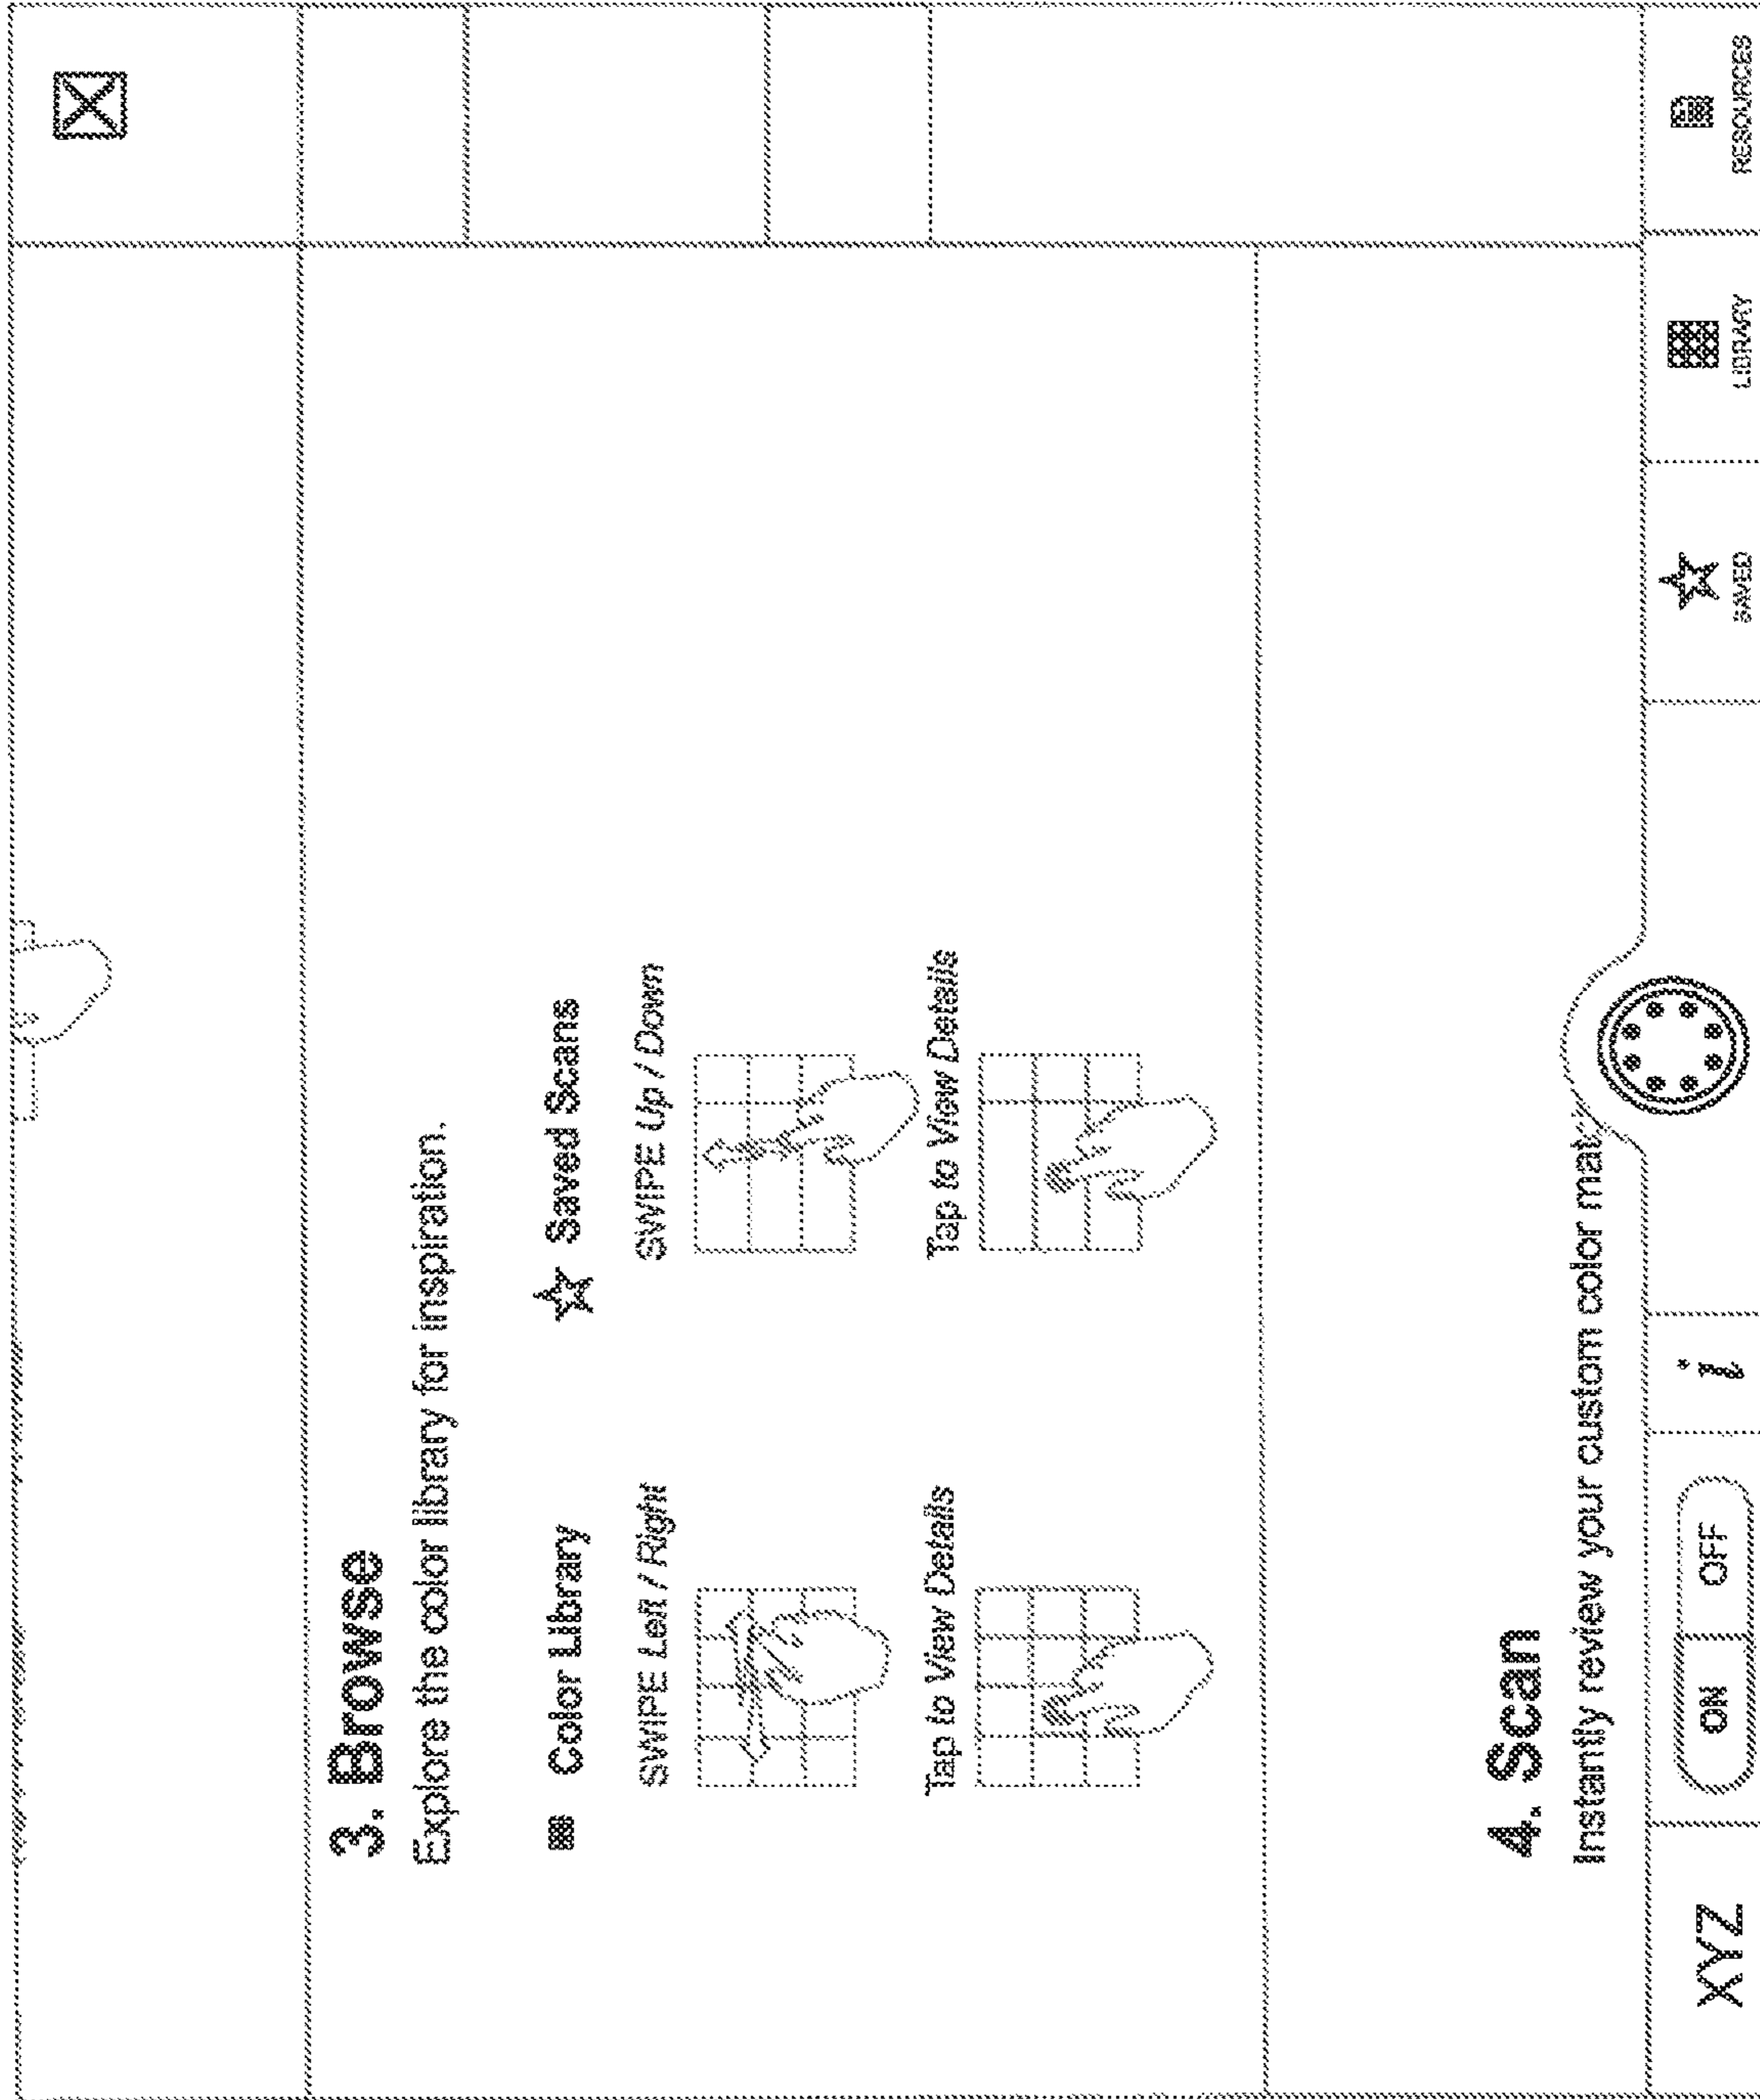 3. Browse
Explore the color library for inspiration.
Color Library
Saved Scans
SWIPE Left / Right
SWIPE Up / Down
Tap to View Details
Tap to View Details
4. Scan
Instantly review your custom color mat
XYZ
ON
OFF
i
SAVED
LIBRARY
RESOURCES